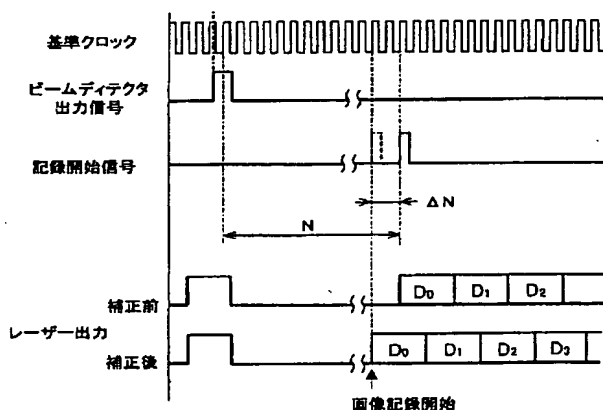 基準クロック
ビームディテクタ
出力信号
記録開始信号
ΔN
N
補正前
D₀ D₁ D₂
レーザー出力
補正後
D₀ D₁ D₂ D₃
画像記録開始